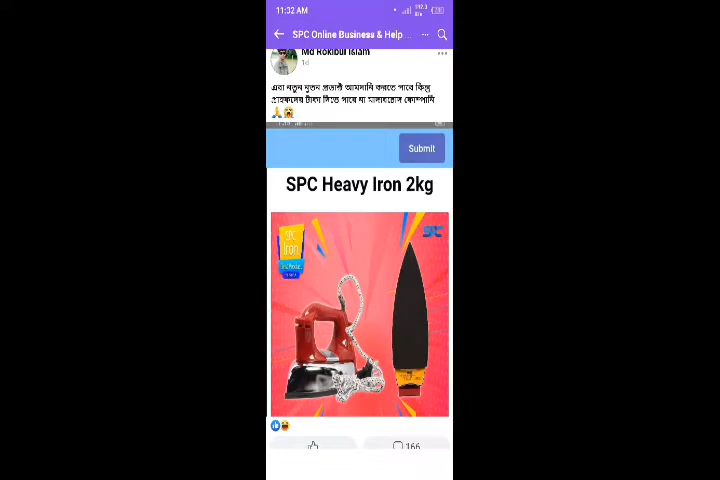 11:32 AM
SPC Online Business & Help ...
Md Rokibul Islam
1d
এরা নতুন নতুন প্রডাক্ট আমদানি করতে পারে কিন্তু
গ্রাহকদের টাকা দিতে পারে না কোম্পানি
Submit
SPC Heavy Iron 2kg
SPC
Iron
SPC
166